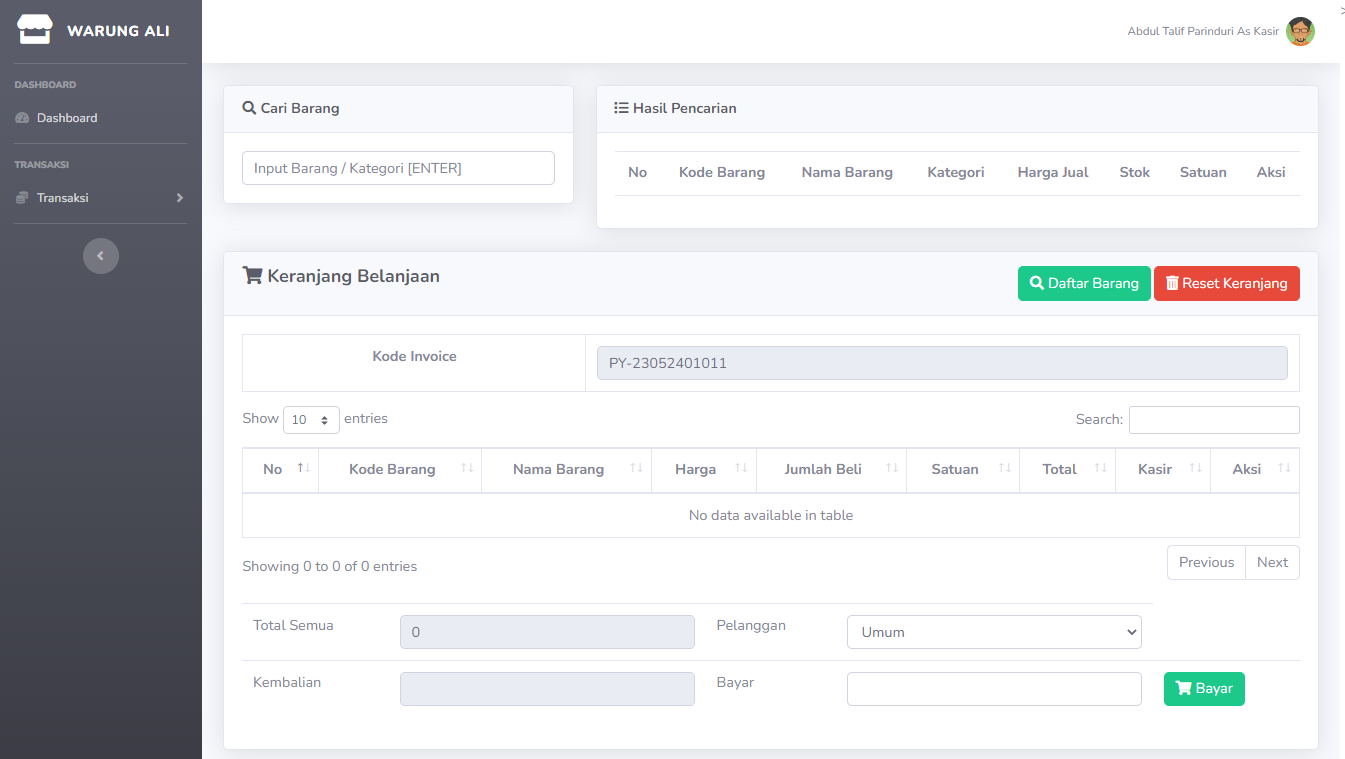 WARUNG ALI
Abdul Talif Parinduri As Kasir
DASHBOARD
Dashboard
TRANSAKSI
Transaksi
Cari Barang
Input Barang / Kategori [ENTER]
Hasil Pencarian
No Kode Barang Nama Barang Kategori Harga Jual Stok Satuan Aksi
Keranjang Belanjaan
Daftar Barang Reset Keranjang
Kode Invoice PY-23052401011
Show 10 entries Search:
No Kode Barang Nama Barang Harga Jumlah Beli Satuan Total Kasir Aksi
No data available in table
Showing 0 to 0 of 0 entries
Previous Next
Total Semua 0 Pelanggan Umum
Kembalian Bayar Bayar